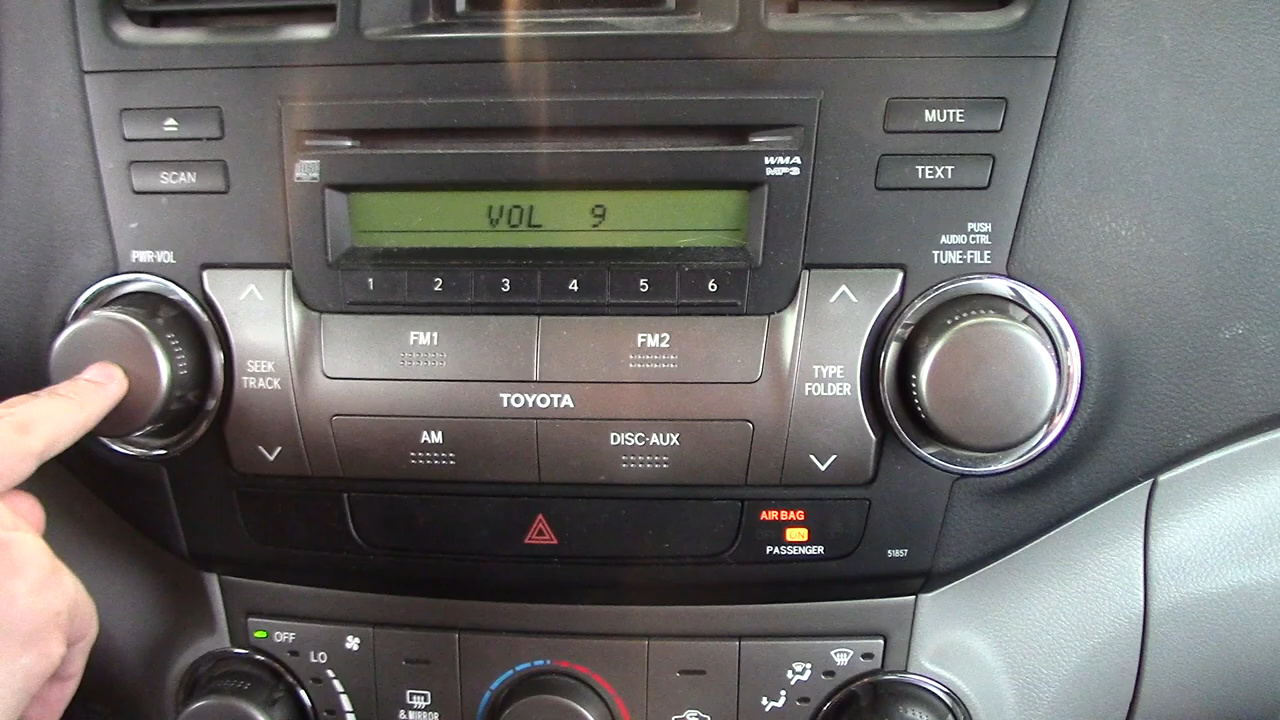 MUTE
SCAN
TEXT
WMA
MP3
VOL 9
PUSH
AUDIO CTRL
TUNE·FILE
PWR·VOL
1 2 3 4 5 6
FM1
FM2
SEEK
TRACK
TYPE
FOLDER
TOYOTA
AM
DISC·AUX
AIR BAG
ON
PASSENGER
51857
OFF
LO
& MIRROR